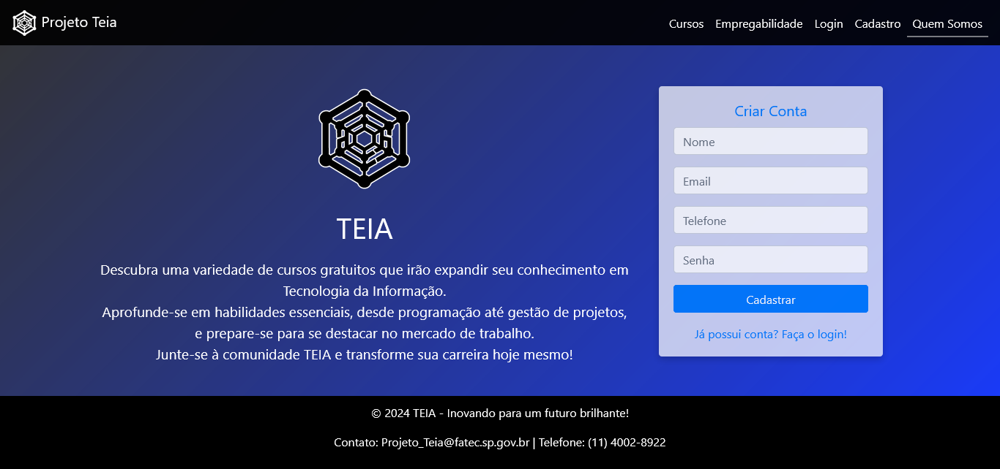 Projeto Teia
Cursos Empregabilidade Login Cadastro Quem Somos
TEIA
Descubra uma variedade de cursos gratuitos que irão expandir seu conhecimento em
Tecnologia da Informação.
Aprofunde-se em habilidades essenciais, desde programação até gestão de projetos,
e prepare-se para se destacar no mercado de trabalho.
Junte-se à comunidade TEIA e transforme sua carreira hoje mesmo!
Criar Conta
Nome
Email
Telefone
Senha
Cadastrar
Já possui conta? Faça o login!
© 2024 TEIA - Inovando para um futuro brilhante!
Contato: Projeto_Teia@fatec.sp.gov.br | Telefone: (11) 4002-8922